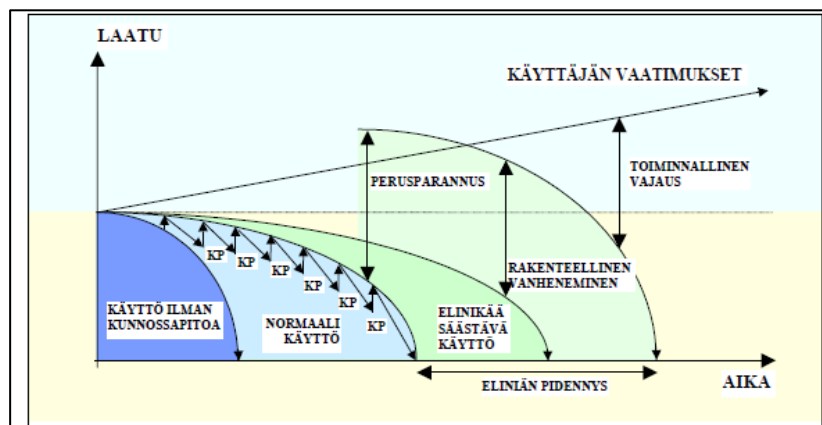 LAATU
KÄYTTÄJÄN VAATIMUKSET
PERUSPARANNUS
TOIMINNALLINEN
VAJAUS
KP
KP
KP
KP
KP
KP
KP
RAKENTEELLINEN
VANHENEMINEN
KÄYTTÖ ILMAN
KUNNOSSAPITOA
NORMAALI
KÄYTTÖ
ELINIKÄÄ
SÄÄSTÄVÄ
KÄYTTÖ
ELINIÄN PIDENNYS
AIKA